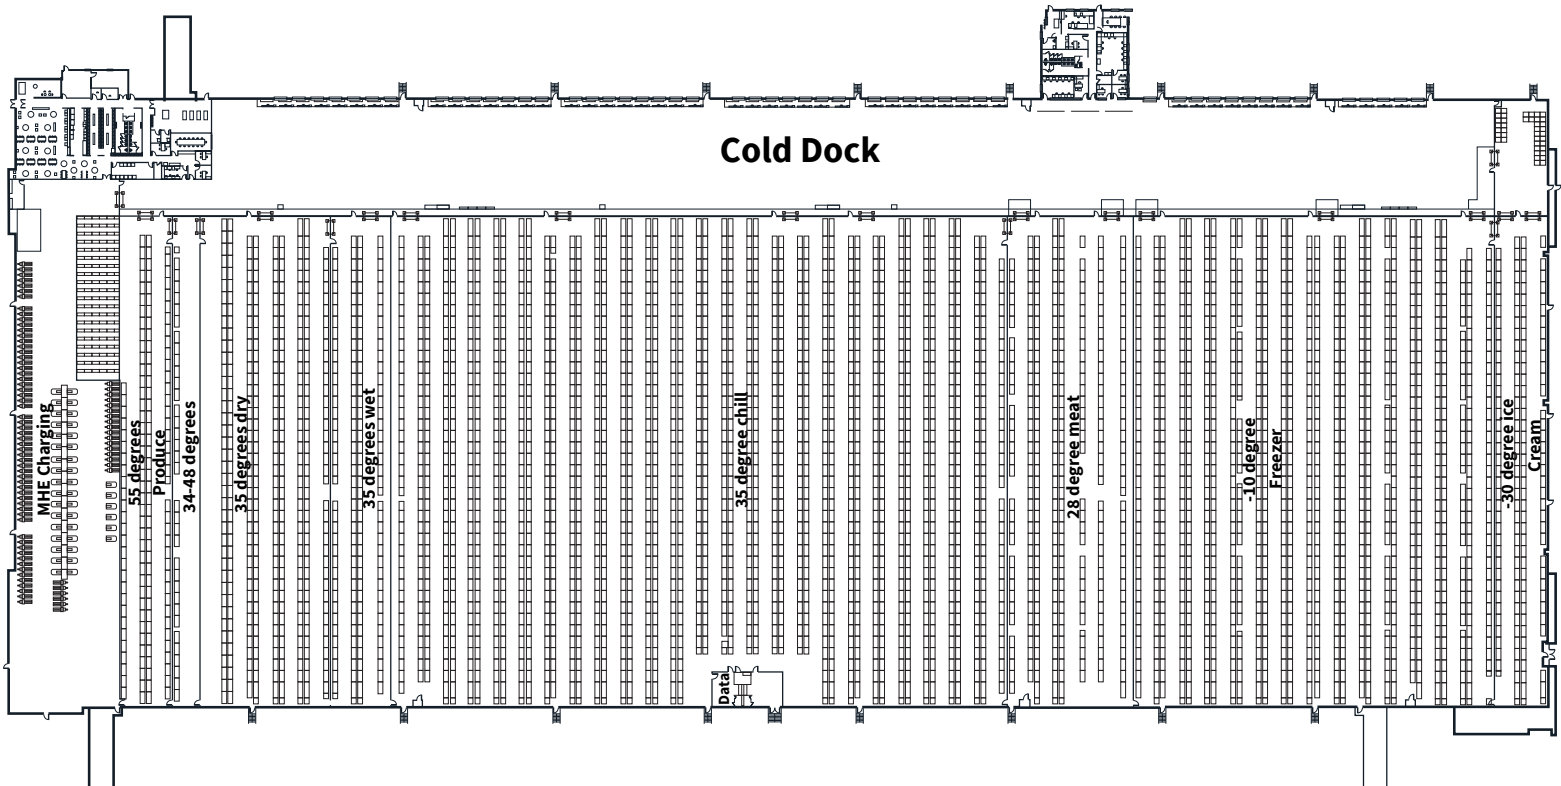 Cold Dock
MHE Charging
55 degrees
Produce
34-48 degrees
35 degrees dry
35 degrees wet
35 degree chill
Data
28 degree meat
-10 degree
Freezer
-30 degree ice
Cream